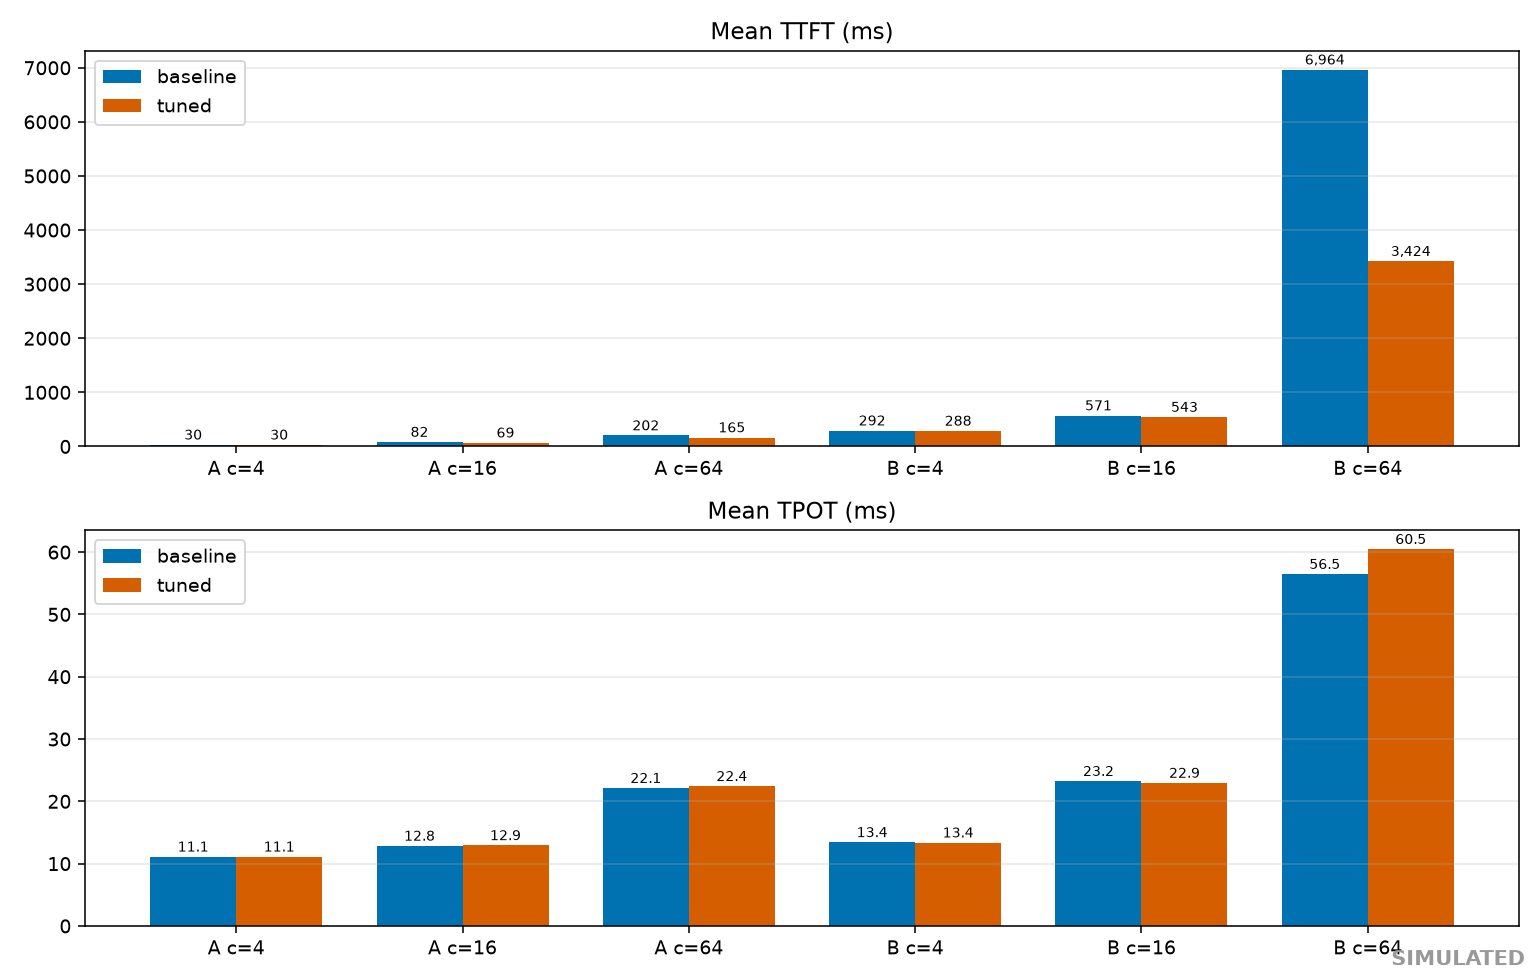 Mean TTFT (ms)
7000
6000
5000
4000
3000
2000
1000
0
baseline
tuned
30
30
82
69
202
165
292
288
571
543
6,964
3,424
A c=4
A c=16
A c=64
B c=4
B c=16
B c=64
Mean TPOT (ms)
60
50
40
30
20
10
0
baseline
tuned
11.1
11.1
12.8
12.9
22.1
22.4
13.4
13.4
23.2
22.9
56.5
60.5
A c=4
A c=16
A c=64
B c=4
B c=16
B c=64
SIMULATED